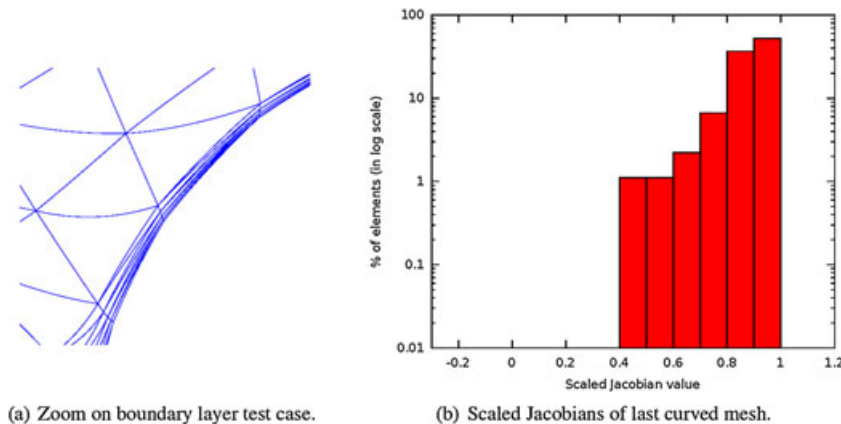 100
10
1
0.1
0.01
% of elements (in log scale)
-0.2 0 0.2 0.4 0.6 0.8 1 1.2
Scaled Jacobian value
(a) Zoom on boundary layer test case.
(b) Scaled Jacobians of last curved mesh.